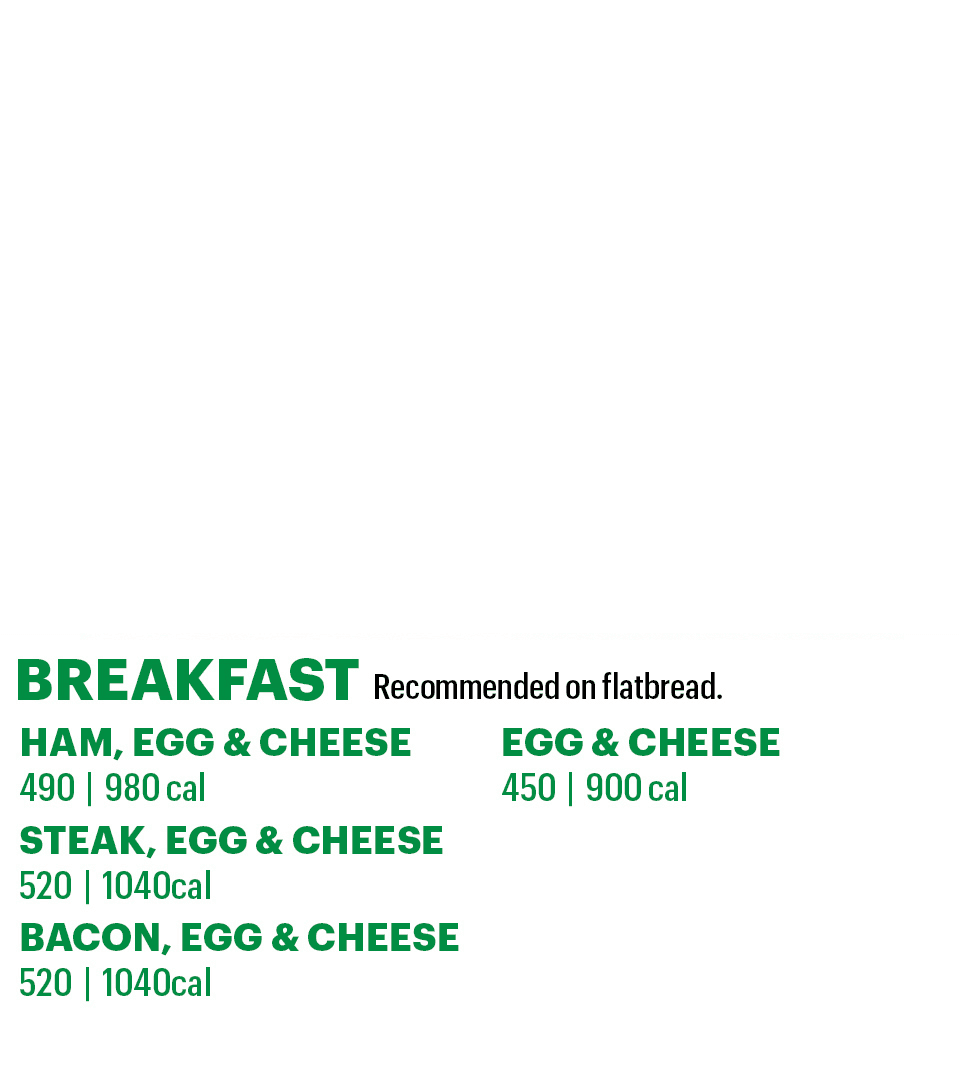 BREAKFAST Recommended on flatbread.
HAM, EGG & CHEESE
490 | 980 cal
STEAK, EGG & CHEESE
520 | 1040cal
BACON, EGG & CHEESE
520 | 1040cal
EGG & CHEESE
450 | 900 cal